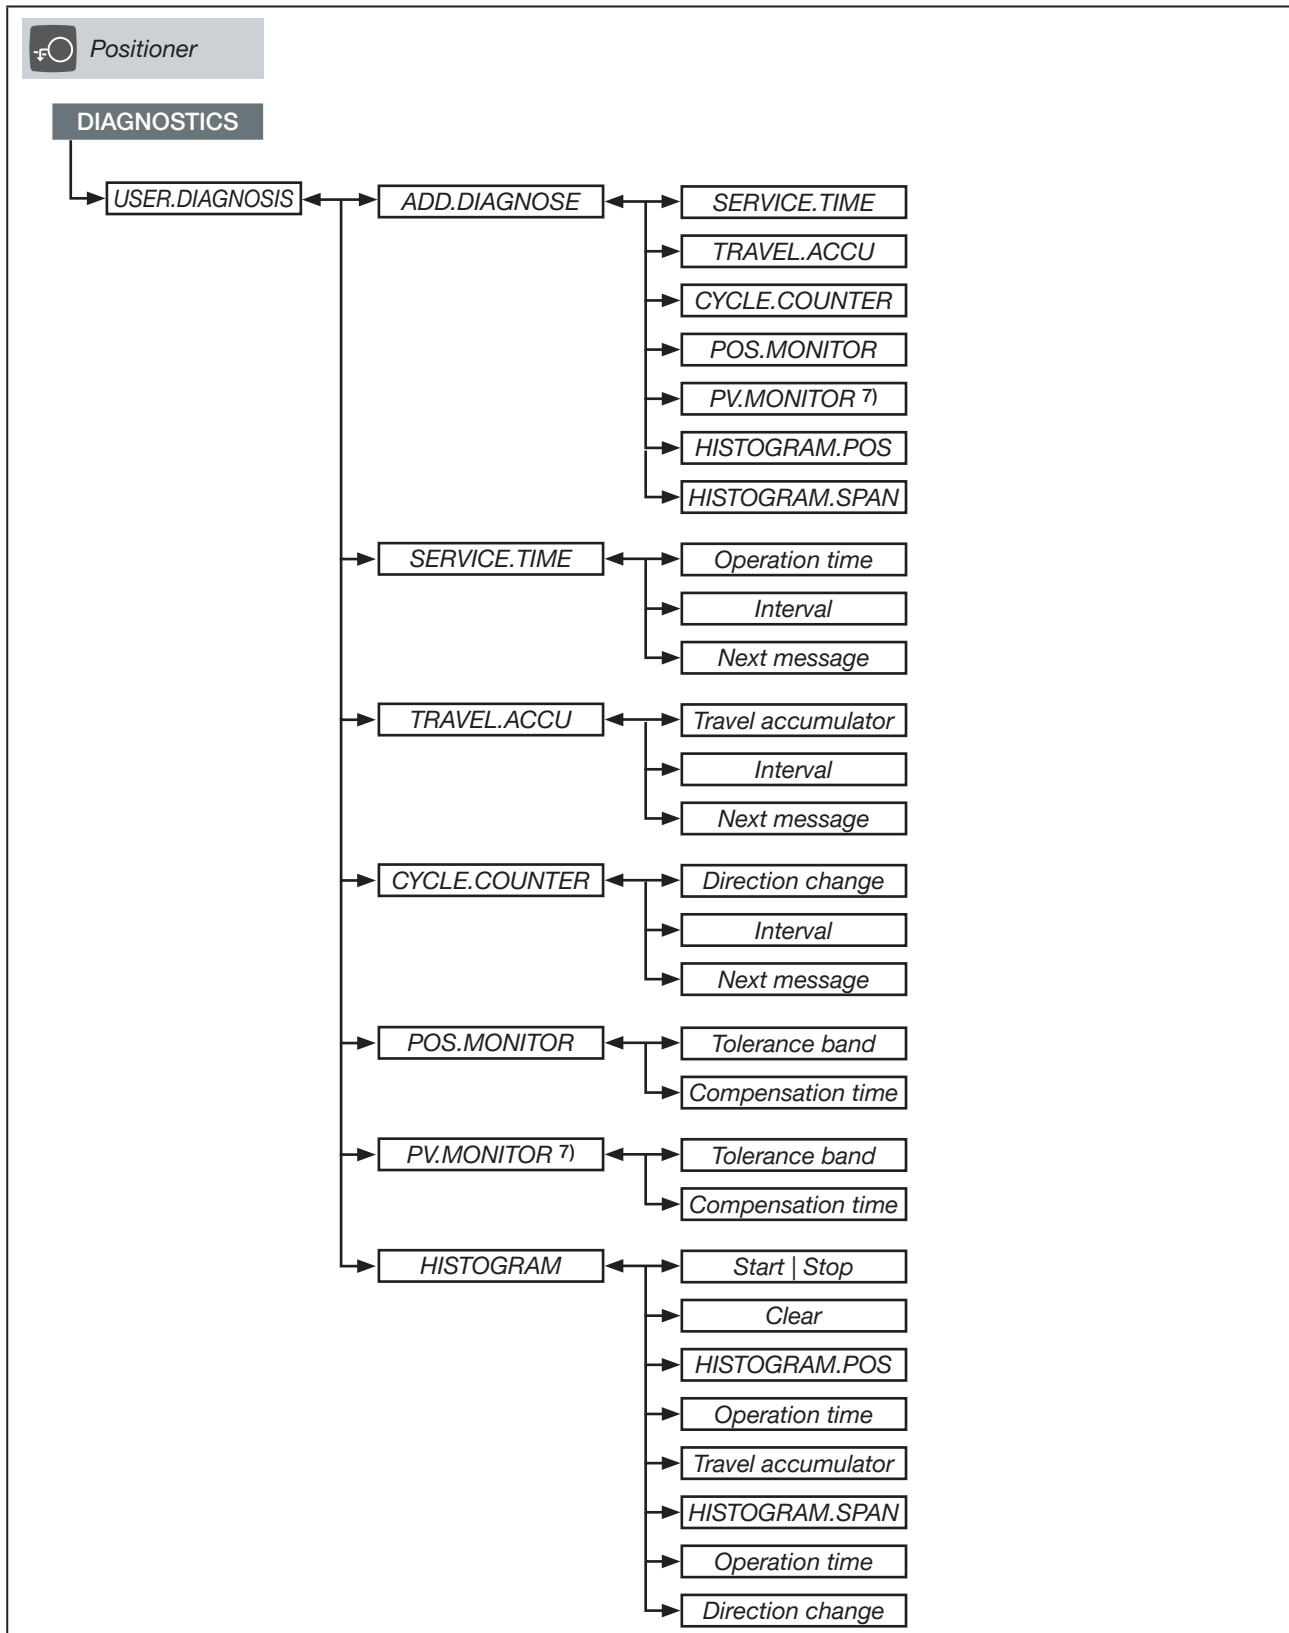 Positioner
DIAGNOSTICS
USER.DIAGNOSIS
ADD.DIAGNOSE
SERVICE.TIME
TRAVEL.ACCU
CYCLE.COUNTER
POS.MONITOR
PV.MONITOR 7)
HISTOGRAM.POS
HISTOGRAM.SPAN
SERVICE.TIME
Operation time
Interval
Next message
TRAVEL.ACCU
Travel accumulator
Interval
Next message
CYCLE.COUNTER
Direction change
Interval
Next message
POS.MONITOR
Tolerance band
Compensation time
PV.MONITOR 7)
Tolerance band
Compensation time
HISTOGRAM
Start | Stop
Clear
HISTOGRAM.POS
Operation time
Travel accumulator
HISTOGRAM.SPAN
Operation time
Direction change